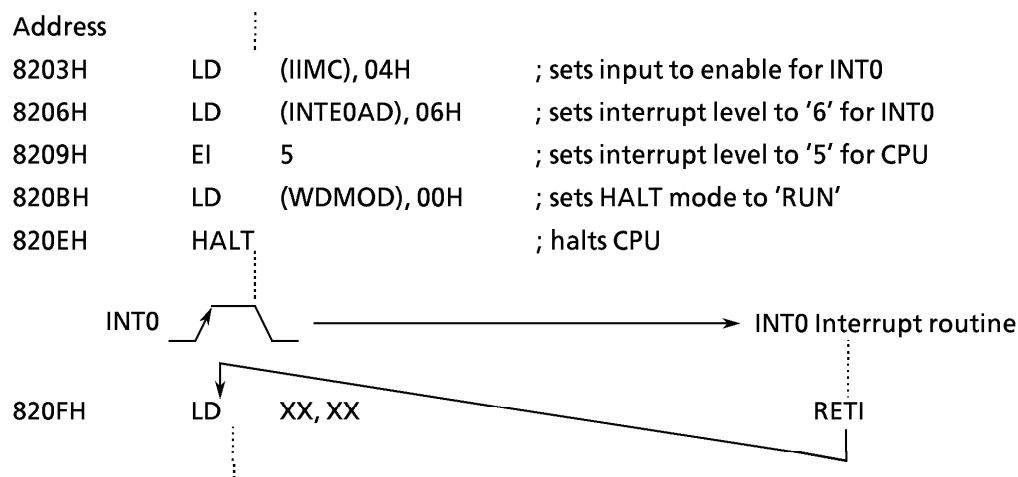 Address
8203H LD (IIMC), 04H ; sets input to enable for INT0
8206H LD (INTE0AD), 06H ; sets interrupt level to '6' for INT0
8209H EI 5 ; sets interrupt level to '5' for CPU
820BH LD (WDMOD), 00H ; sets HALT mode to 'RUN'
820EH HALT ; halts CPU
INT0 INT0 Interrupt routine
820FH LD XX, XX RETI